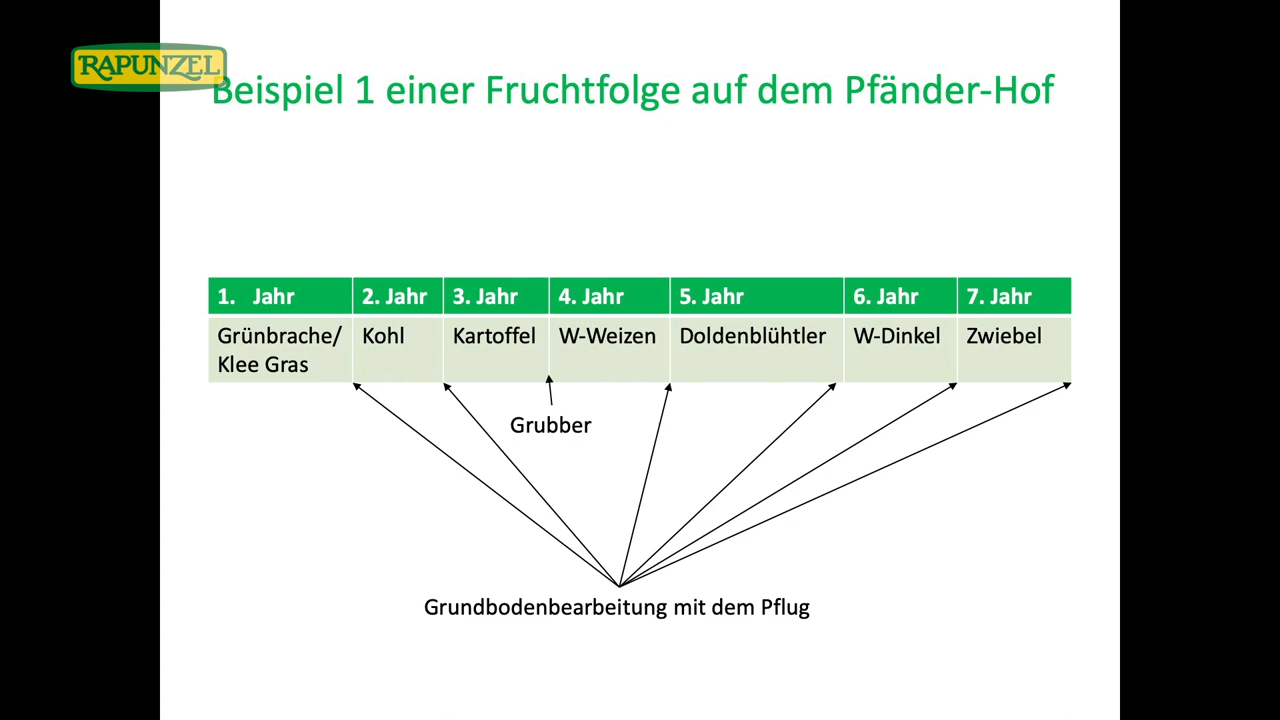 RAPUNZEL
Beispiel 1 einer Fruchtfolge auf dem Pfänder-Hof
1. Jahr 2. Jahr 3. Jahr 4. Jahr 5. Jahr 6. Jahr 7. Jahr
Grünbrache/ Kohl Kartoffel W-Weizen Doldenblühtler W-Dinkel Zwiebel
Klee Gras
Grubber
Grundbodenbearbeitung mit dem Pflug